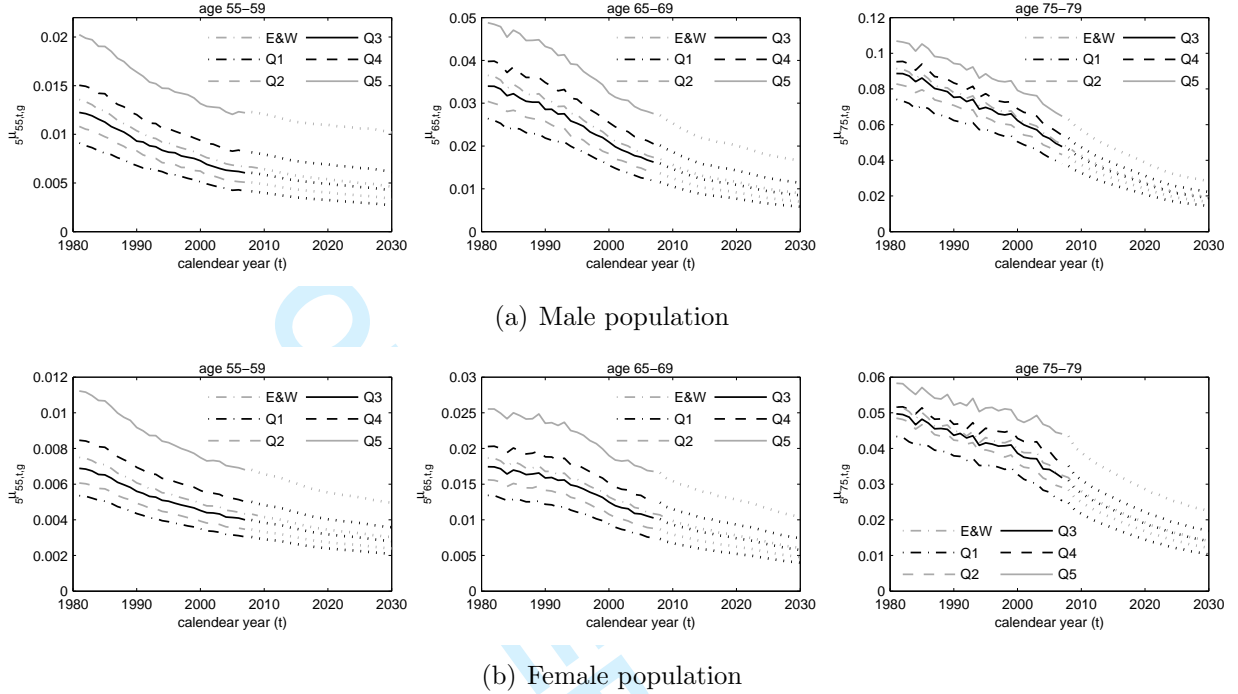 age 55−59
0.02
0.015
0.01
0.005
0
1980 1990 2000 2010 2020 2030
calendear year (t)
5μ55,t,g
E&W Q3
Q1 Q4
Q2 Q5
age 65−69
0.05
0.04
0.03
0.02
0.01
0
1980 1990 2000 2010 2020 2030
calendear year (t)
5μ65,t,g
E&W Q3
Q1 Q4
Q2 Q5
age 75−79
0.12
0.1
0.08
0.06
0.04
0.02
0
1980 1990 2000 2010 2020 2030
calendear year (t)
5μ75,t,g
E&W Q3
Q1 Q4
Q2 Q5
(a) Male population
age 55−59
0.012
0.01
0.008
0.006
0.004
0.002
0
1980 1990 2000 2010 2020 2030
calendear year (t)
5μ55,t,g
E&W Q3
Q1 Q4
Q2 Q5
age 65−69
0.03
0.025
0.02
0.015
0.01
0.005
0
1980 1990 2000 2010 2020 2030
calendear year (t)
5μ65,t,g
E&W Q3
Q1 Q4
Q2 Q5
age 75−79
0.06
0.05
0.04
0.03
0.02
0.01
0
1980 1990 2000 2010 2020 2030
calendear year (t)
5μ75,t,g
E&W Q3
Q1 Q4
Q2 Q5
(b) Female population